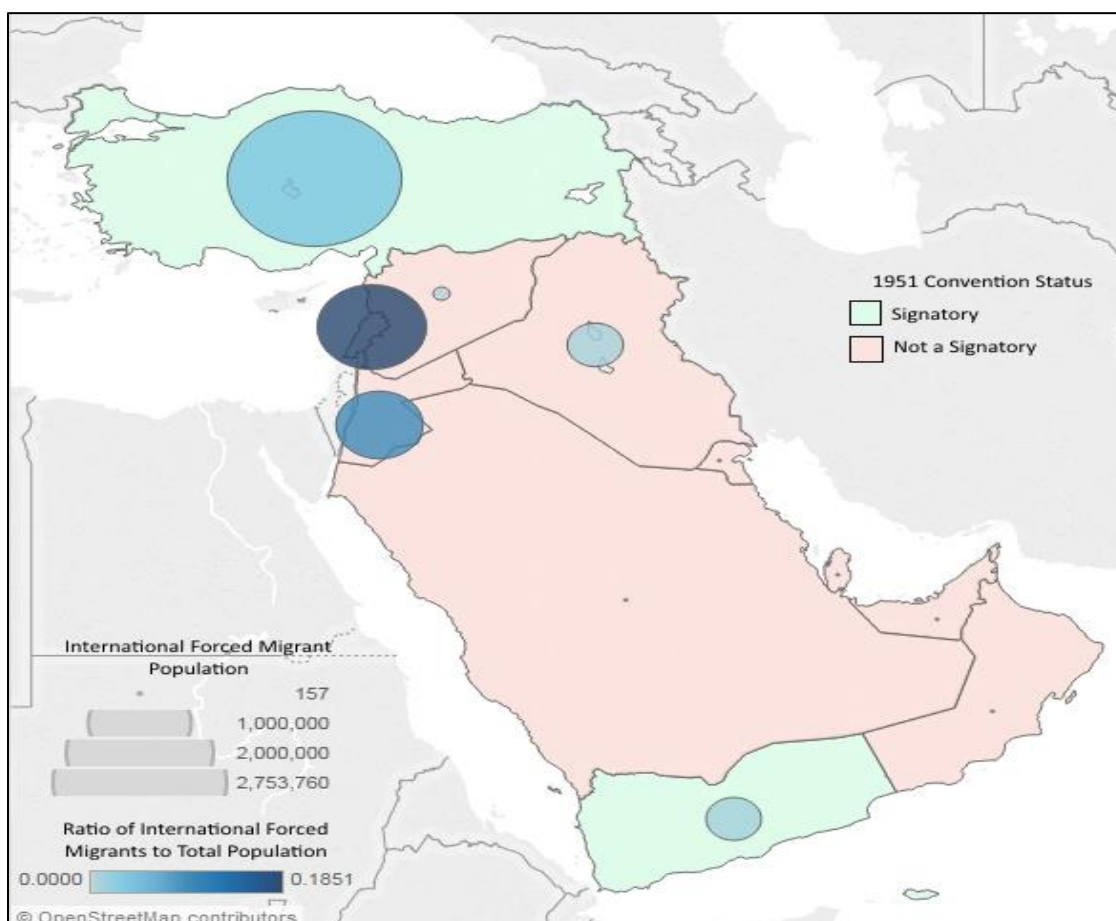 1951 Convention Status
Signatory
Not a Signatory
International Forced Migrant
Population
157
1,000,000
2,000,000
2,753,760
Ratio of International Forced
Migrants to Total Population
0.0000 0.1851
© OpenStreetMap contributors